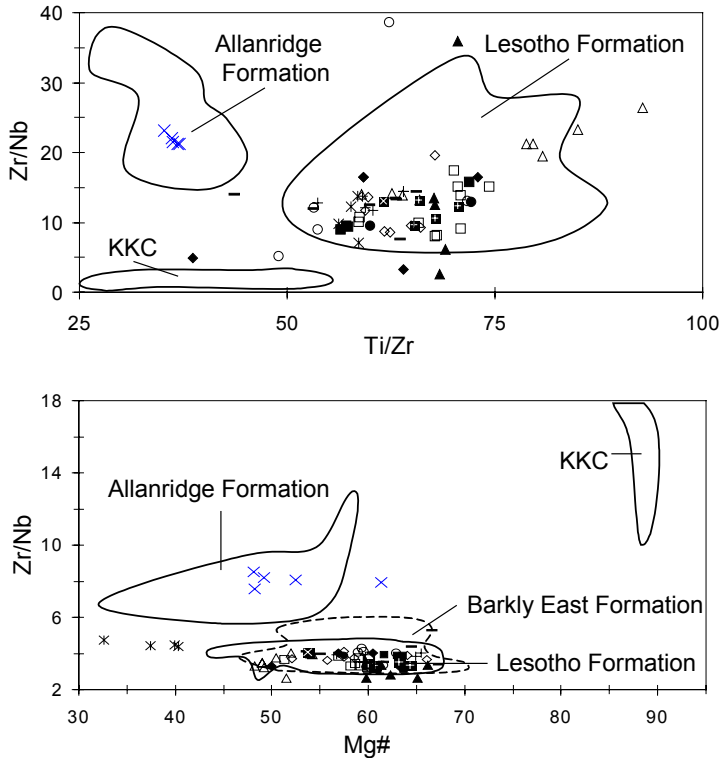 40
30
20
10
0
Zr/Nb
Allanridge
Formation
Lesotho Formation
KKC
25
50
75
100
Ti/Zr
18
14
10
6
2
Zr/Nb
KKC
Allanridge Formation
Barkly East Formation
Lesotho Formation
30
40
50
60
70
80
90
Mg#